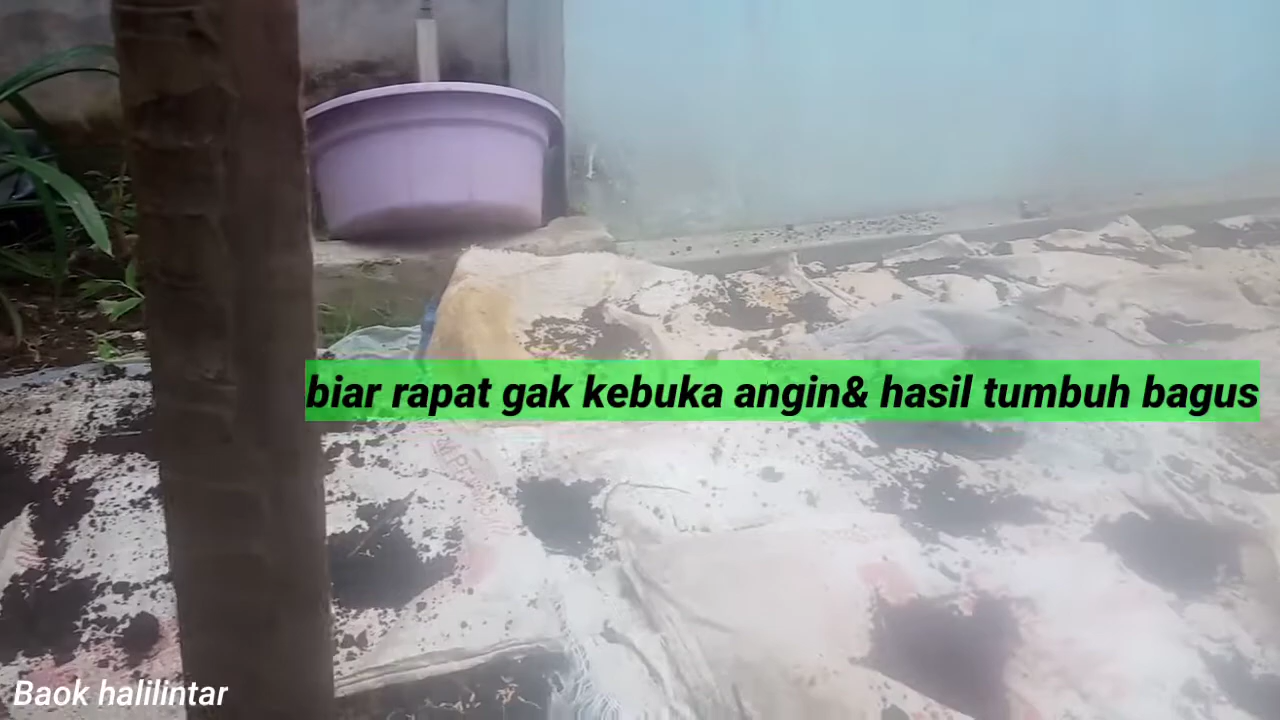 biar rapat gak kebuka angin& hasil tumbuh bagus
Baok halilintar